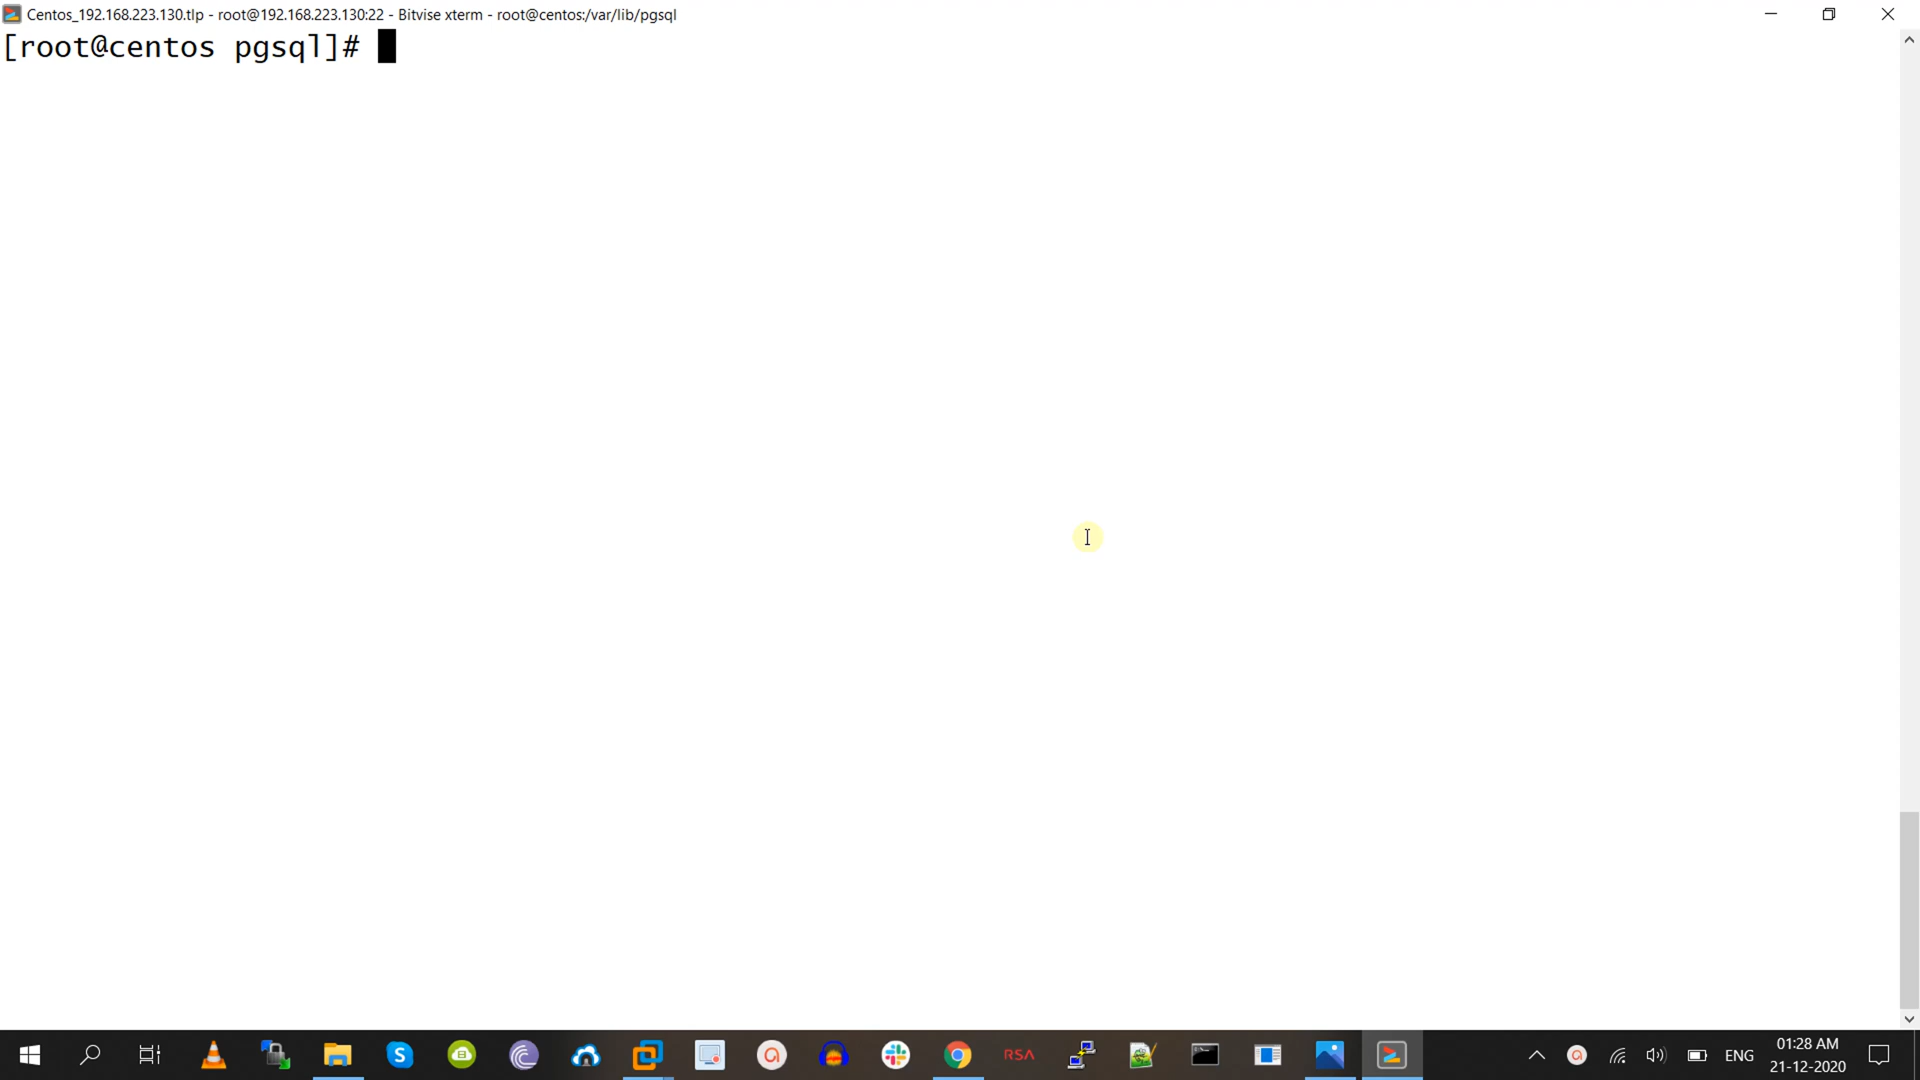 Centos_192.168.223.130.tlp - root@192.168.223.130:22 - Bitvise xterm - root@centos:/var/lib/pgsql
[root@centos pgsql]#
RSA
ENG
01:28 AM
21-12-2020